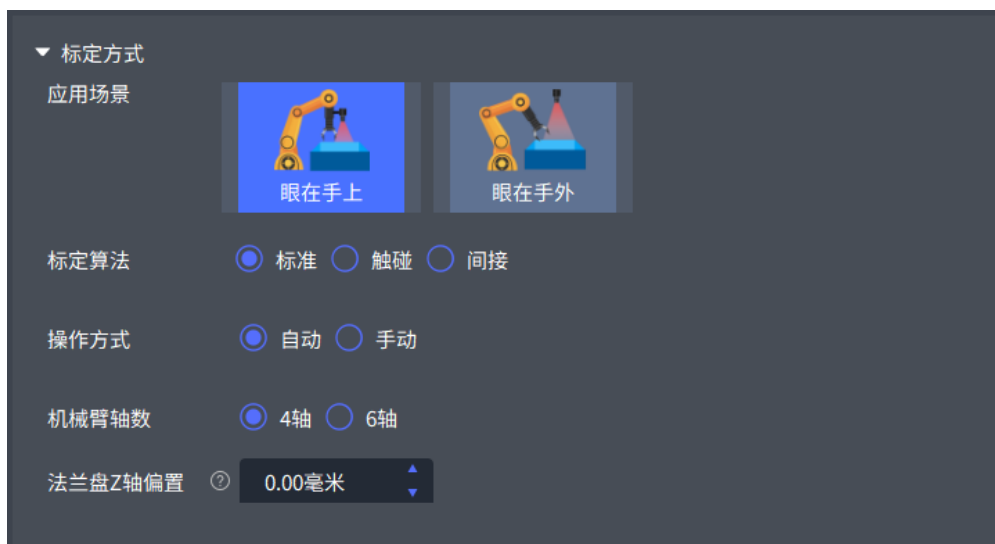 标定方式
应用场景
眼在手上 眼在手外
标定算法 标准 触碰 间接
操作方式 自动 手动
机械臂轴数 4轴 6轴
法兰盘Z轴偏置 ? 0.00毫米